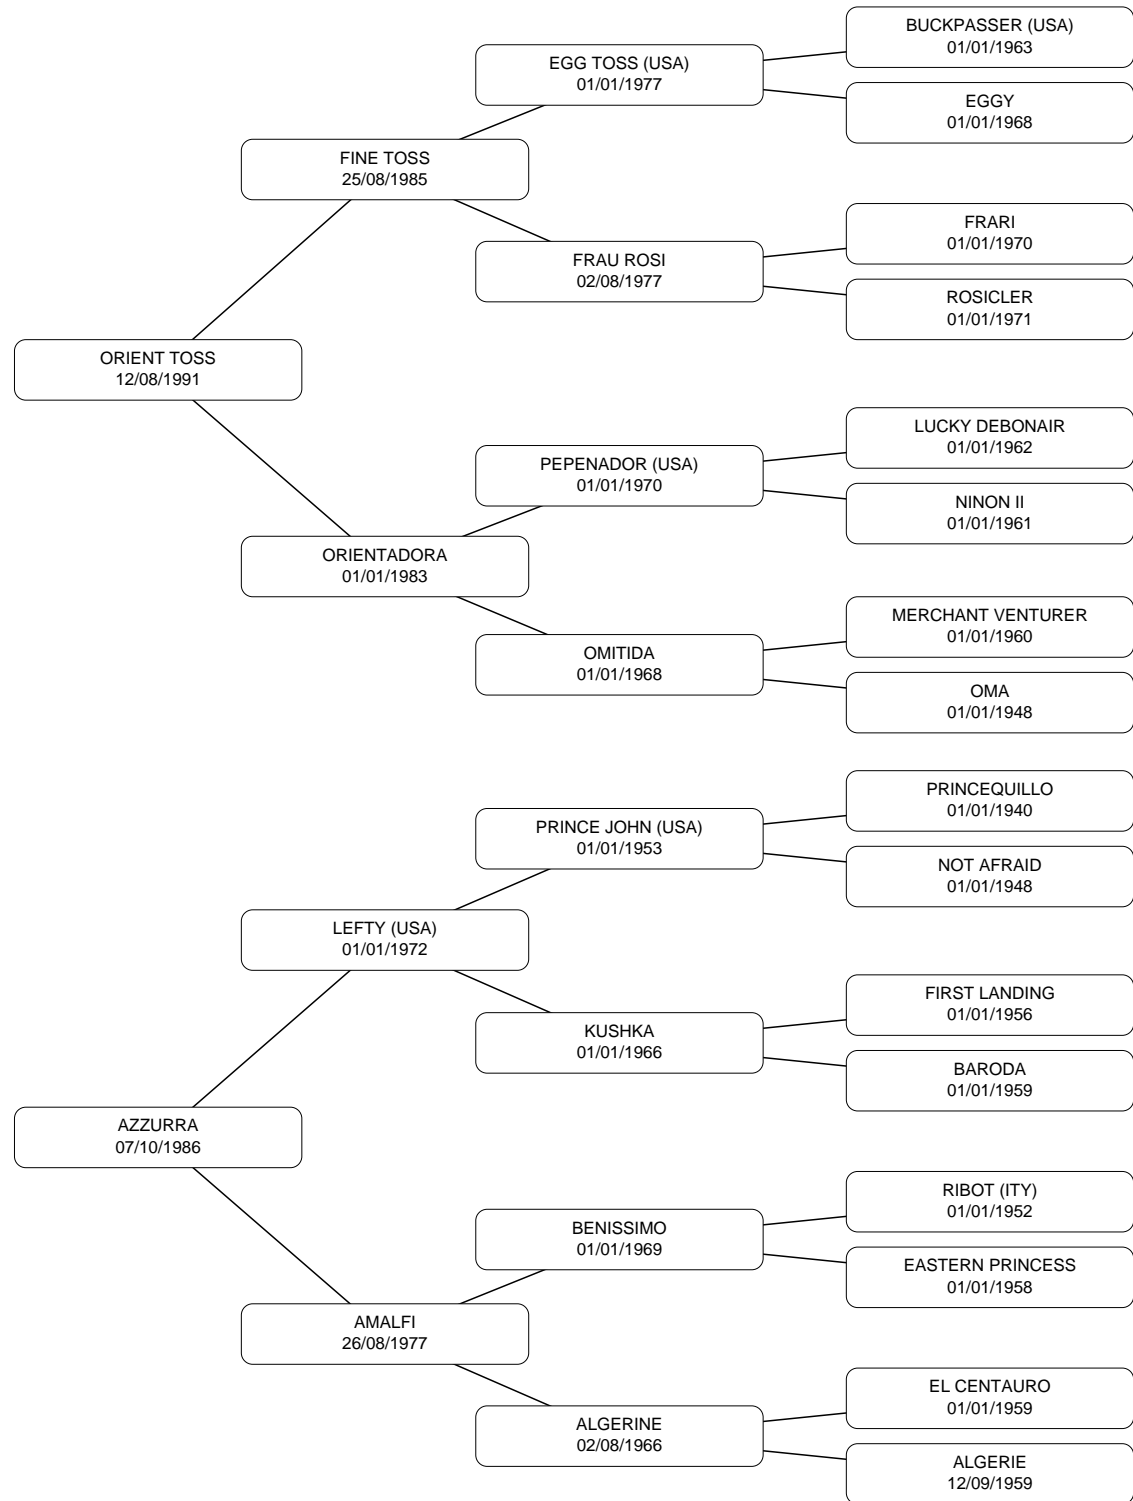 BUCKPASSER (USA)
01/01/1963
EGG TOSS (USA)
01/01/1977
EGGY
01/01/1968
FINE TOSS
25/08/1985
FRARI
01/01/1970
FRAU ROSI
02/08/1977
ROSICLER
01/01/1971
ORIENT TOSS
12/08/1991
LUCKY DEBONAIR
01/01/1962
PEPENADOR (USA)
01/01/1970
NINON II
01/01/1961
ORIENTADORA
01/01/1983
MERCHANT VENTURER
01/01/1960
OMITIDA
01/01/1968
OMA
01/01/1948
PRINCEQUILLO
01/01/1940
PRINCE JOHN (USA)
01/01/1953
NOT AFRAID
01/01/1948
LEFTY (USA)
01/01/1972
FIRST LANDING
01/01/1956
KUSHKA
01/01/1966
BARODA
01/01/1959
AZZURRA
07/10/1986
RIBOT (ITY)
01/01/1952
BENISSIMO
01/01/1969
EASTERN PRINCESS
01/01/1958
AMALFI
26/08/1977
EL CENTAURO
01/01/1959
ALGERINE
02/08/1966
ALGERIE
12/09/1959